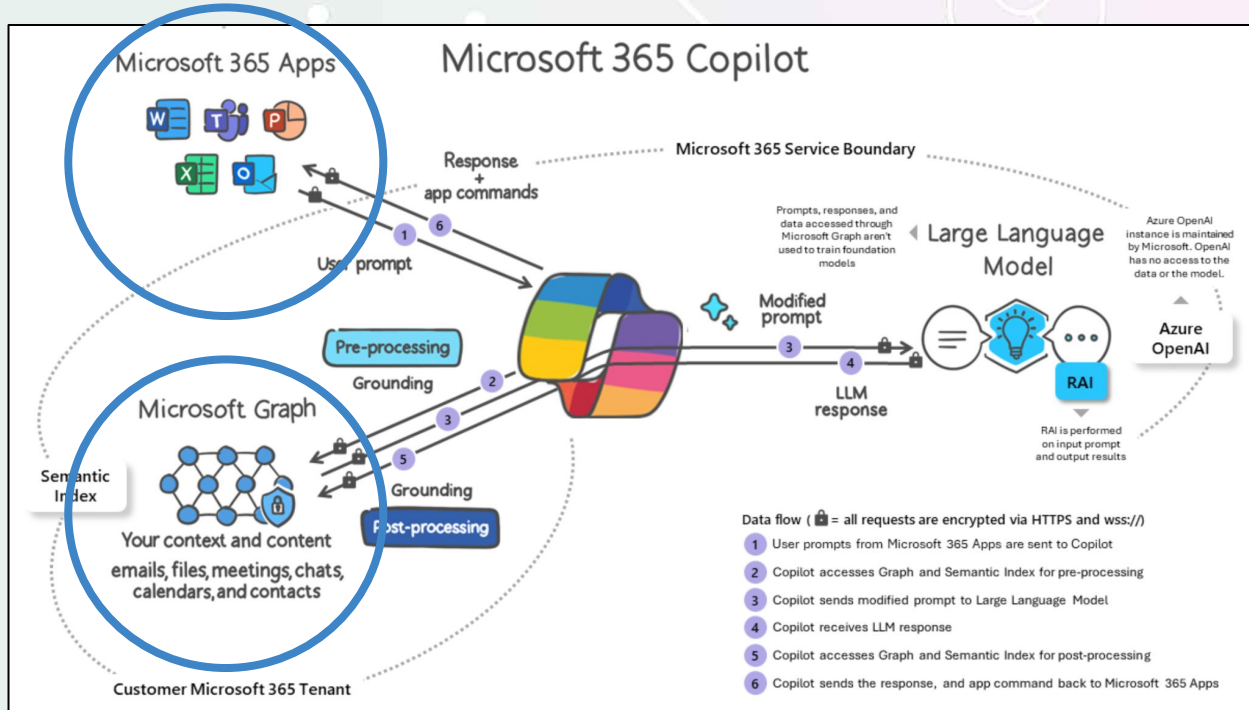 Microsoft 365 Copilot
Microsoft 365 Apps
W
T
P
X
O
Response
+
app commands
Microsoft 365 Service Boundary
6
1
User prompt
Prompts, responses, and
data accessed through
Microsoft Graph aren't
used to train foundation
models
Large Language
Model
Azure OpenAI
instance is maintained
by Microsoft. OpenAI
has no access to the
data or the model.
Modified
prompt
3
4
LLM
response
Azure
OpenAI
RAI
RAI is performed
on input prompt
and output results
Pre-processing
Grounding
2
3
5
Grounding
Post-processing
Microsoft Graph
Semantic
Index
Your context and content
emails, files, meetings, chats,
calendars, and contacts
Customer Microsoft 365 Tenant
Data flow ( = all requests are encrypted via HTTPS and wss://)
1 User prompts from Microsoft 365 Apps are sent to Copilot
2 Copilot accesses Graph and Semantic Index for pre-processing
3 Copilot sends modified prompt to Large Language Model
4 Copilot receives LLM response
5 Copilot accesses Graph and Semantic Index for post-processing
6 Copilot sends the response, and app command back to Microsoft 365 Apps